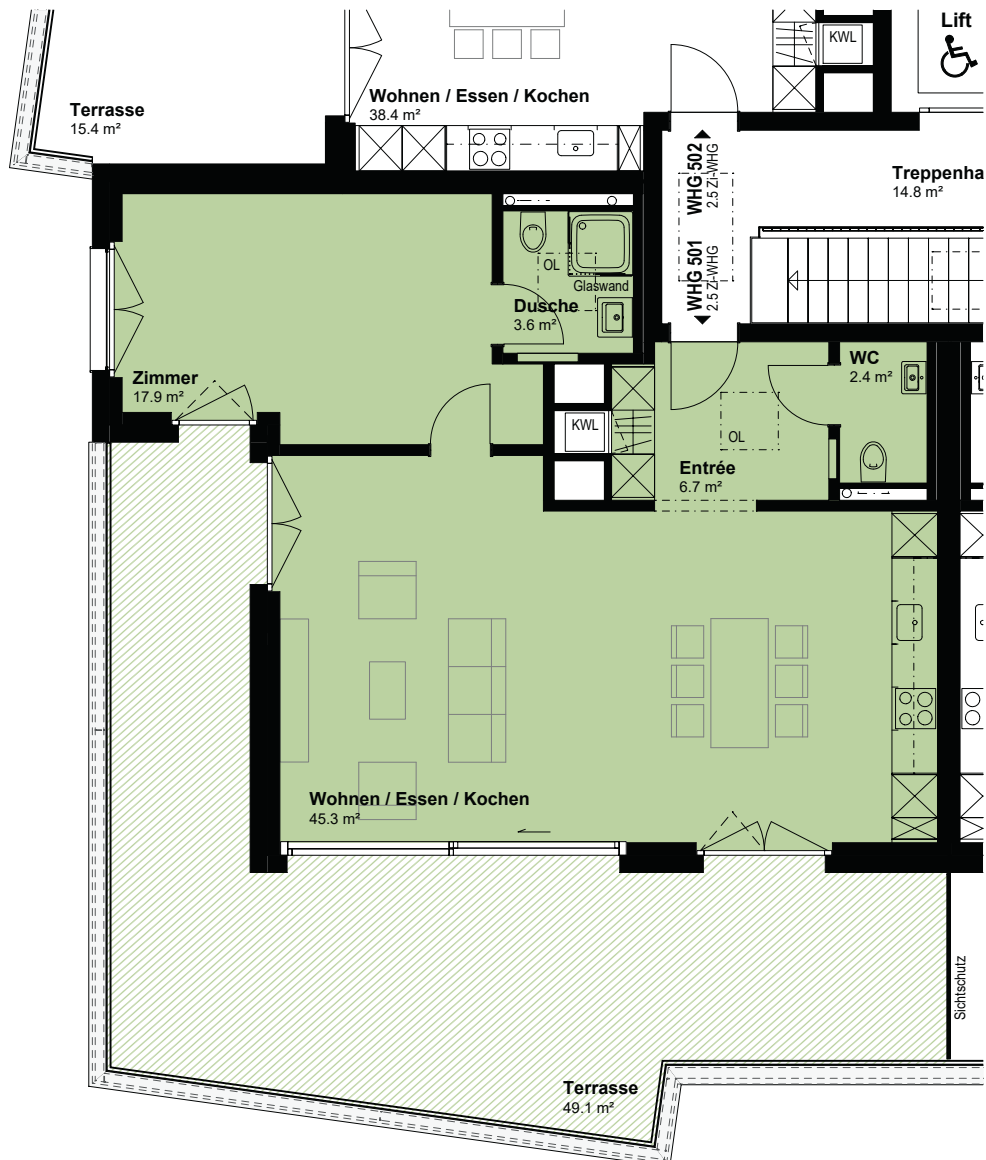 Lift
KWL
Terrasse
15.4 m²
Wohnen / Essen / Kochen
38.4 m²
WHG 502
2.5 Zi-WHG
Treppenha
14.8 m²
WHG 501
2.5 Zi-WHG
OL
Glaswand
Dusche
3.6 m²
Zimmer
17.9 m²
WC
2.4 m²
KWL
OL
Entrée
6.7 m²
Wohnen / Essen / Kochen
45.3 m²
Sichtschutz
Terrasse
49.1 m²